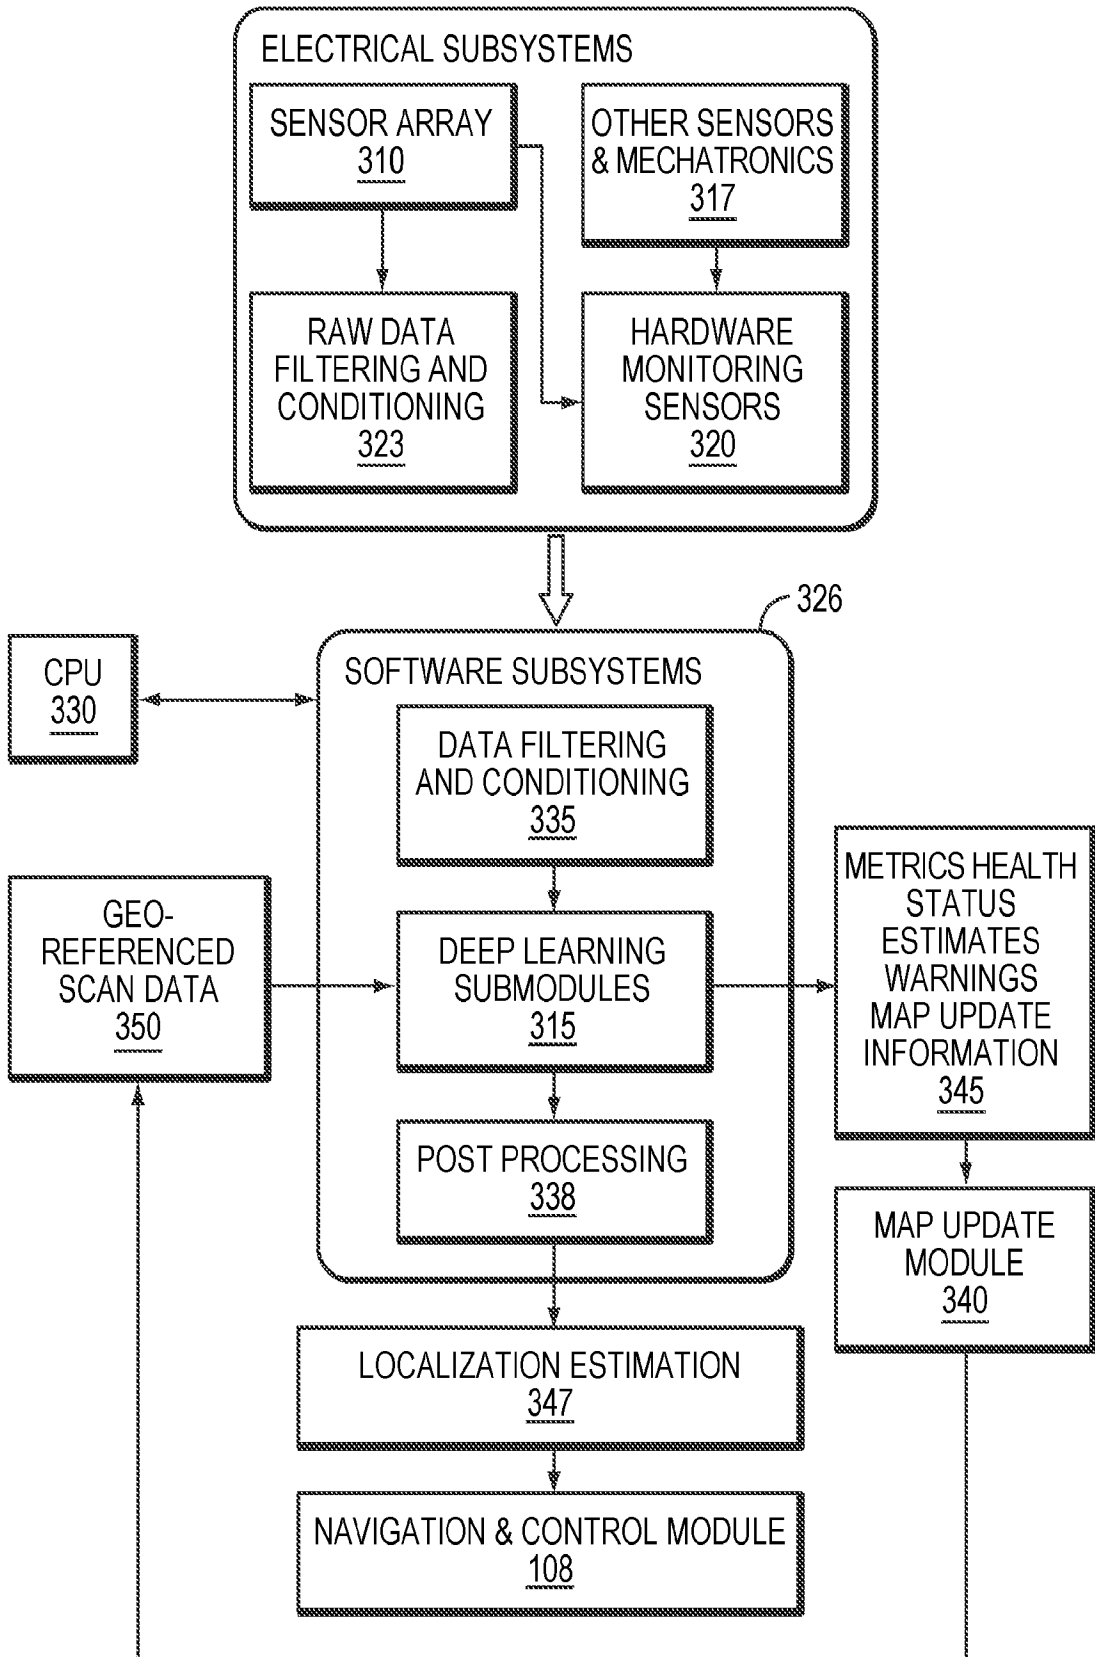 ELECTRICAL SUBSYSTEMS
SENSOR ARRAY
310
OTHER SENSORS
& MECHATRONICS
317
RAW DATA
FILTERING AND
CONDITIONING
323
HARDWARE
MONITORING
SENSORS
320
326
CPU
330
SOFTWARE SUBSYSTEMS
DATA FILTERING
AND CONDITIONING
335
GEO-
REFERENCED
SCAN DATA
350
DEEP LEARNING
SUBMODULES
315
METRICS HEALTH
STATUS
ESTIMATES
WARNINGS
MAP UPDATE
INFORMATION
345
POST PROCESSING
338
MAP UPDATE
MODULE
340
LOCALIZATION ESTIMATION
347
NAVIGATION & CONTROL MODULE
108